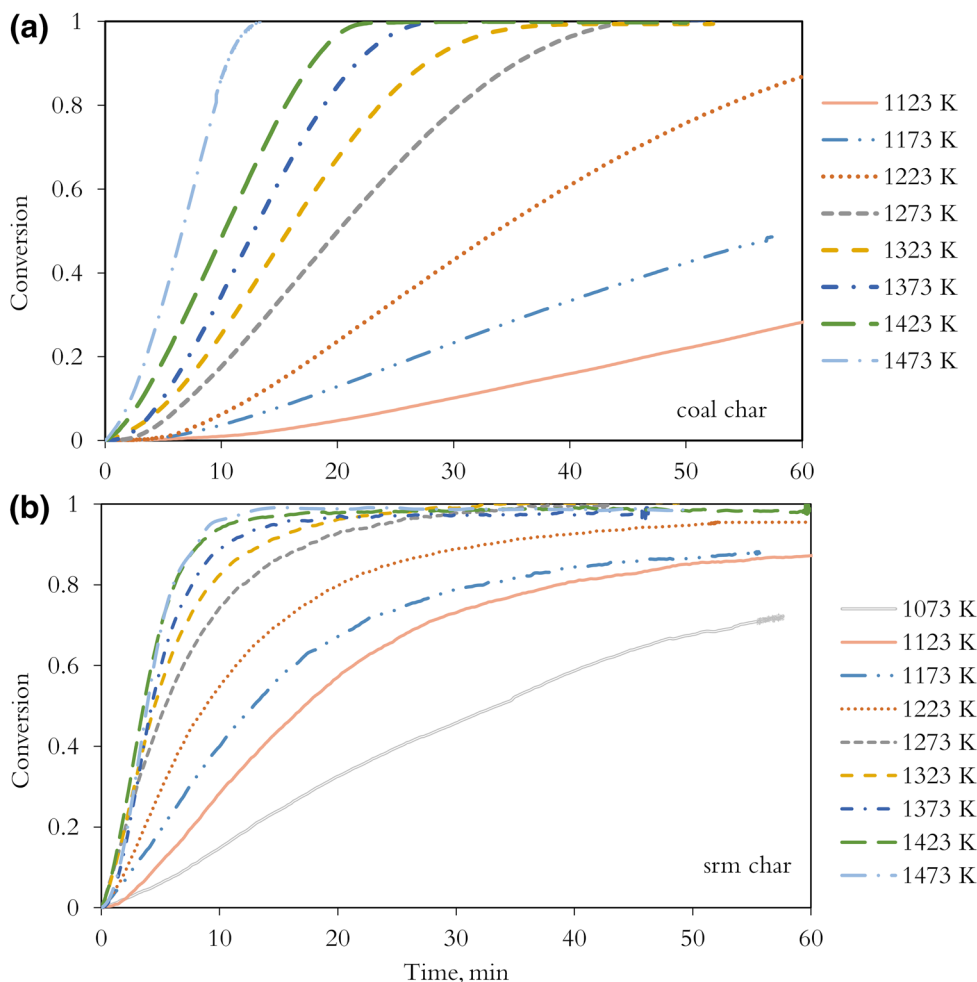 (a)
1
0.8
0.6
0.4
0.2
0
Conversion
0 10 20 30 40 50 60
coal char
1123 K
1173 K
1223 K
1273 K
1323 K
1373 K
1423 K
1473 K
(b)
1
0.8
0.6
0.4
0.2
0
Conversion
0 10 20 30 40 50 60
Time, min
srm char
1073 K
1123 K
1173 K
1223 K
1273 K
1323 K
1373 K
1423 K
1473 K